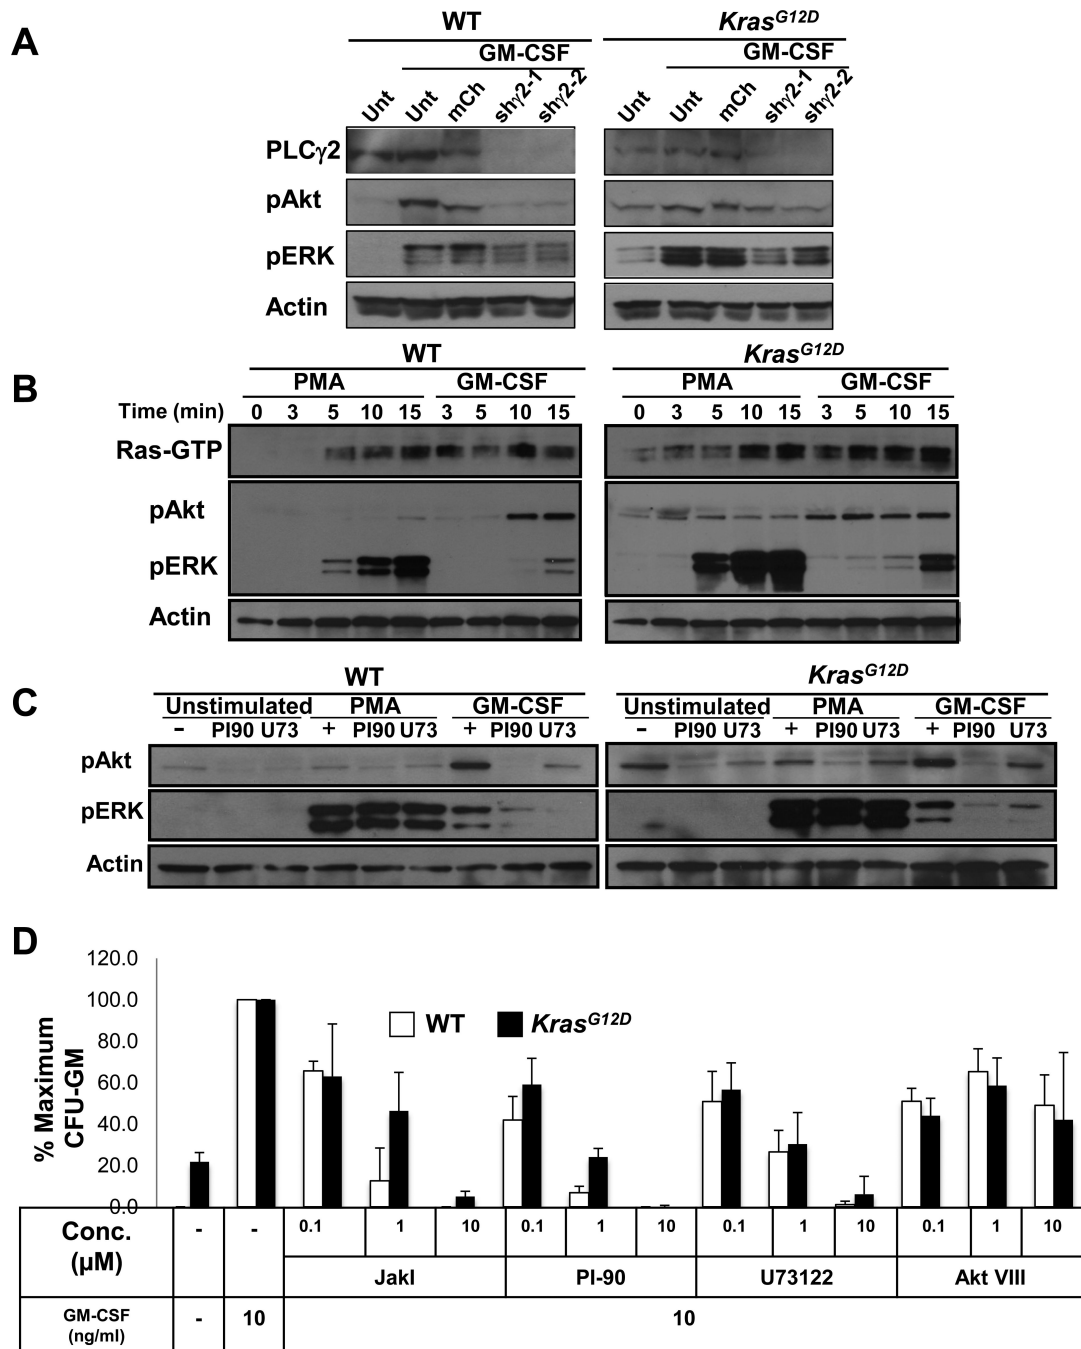 A
WT KrasG12D
GM-CSF GM-CSF
Unt Unt mCh shγ2-1 shγ2-2 Unt Unt mCh shγ2-1 shγ2-2
PLCγ2
pAkt
pERK
Actin
B
WT KrasG12D
PMA GM-CSF PMA GM-CSF
Time (min) 0 3 5 10 15 3 5 10 15 0 3 5 10 15 3 5 10 15
Ras-GTP
pAkt
pERK
Actin
C
WT KrasG12D
Unstimulated PMA GM-CSF Unstimulated PMA GM-CSF
– PI90 U73 + PI90 U73 + PI90 U73 – PI90 U73 + PI90 U73 + PI90 U73
pAkt
pERK
Actin
D
% Maximum
CFU-GM
120.0
100.0
80.0
60.0
40.0
20.0
0.0
WT KrasG12D
Conc.
(µM)
- - 0.1 1 10 0.1 1 10 0.1 1 10 0.1 1 10
JakI PI-90 U73122 Akt VIII
GM-CSF
(ng/ml)
- 10 10